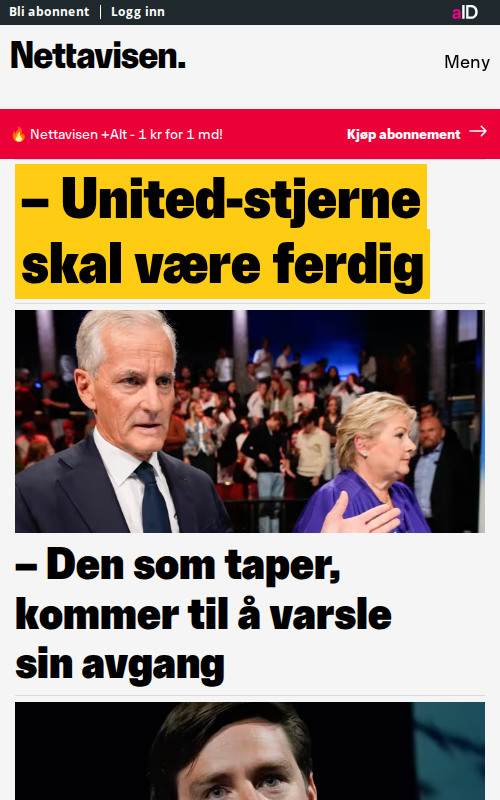 Bli abonnent | Logg inn
aID
Nettavisen.
Meny
🔥 Nettavisen +Alt - 1 kr for 1 md!
Kjøp abonnement →
– United-stjerne
skal være ferdig
– Den som taper,
kommer til å varsle
sin avgang